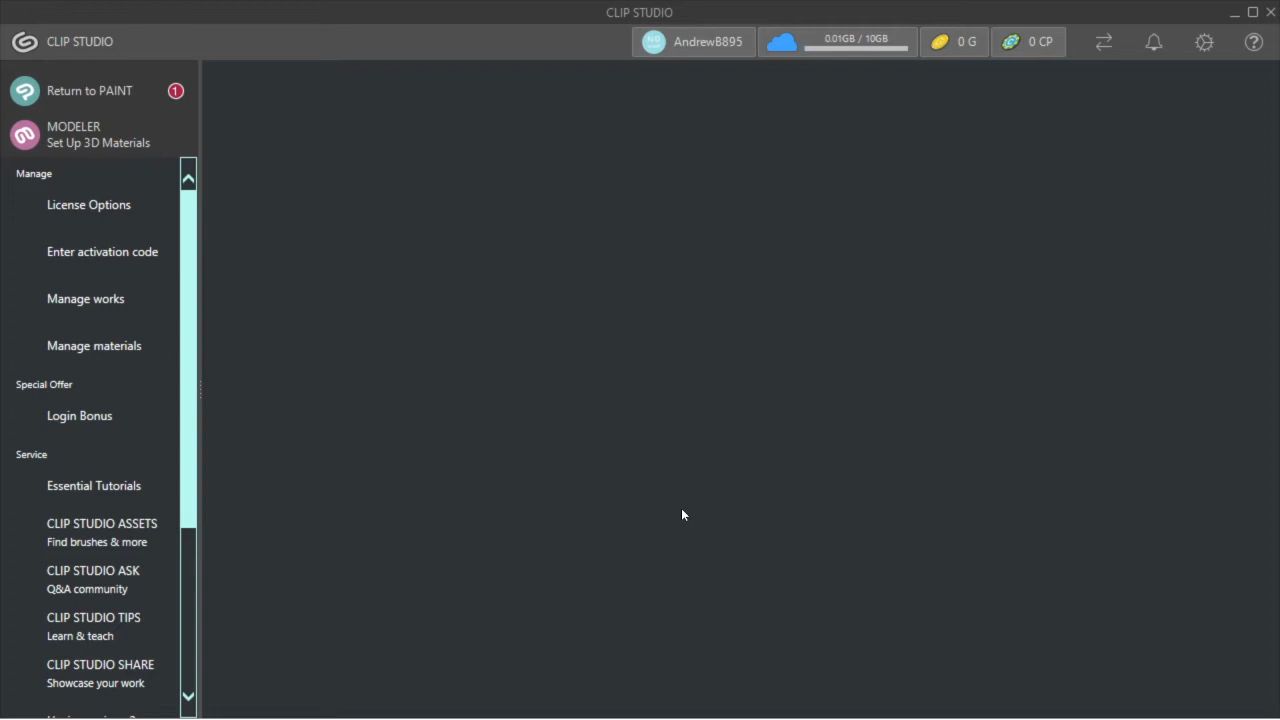 CLIP STUDIO
CLIP STUDIO
AndrewB895
0.01GB / 10GB
0 G
0 CP
Return to PAINT
1
MODELER
Set Up 3D Materials
Manage
License Options
Enter activation code
Manage works
Manage materials
Special Offer
Login Bonus
Service
Essential Tutorials
CLIP STUDIO ASSETS
Find brushes & more
CLIP STUDIO ASK
Q&A community
CLIP STUDIO TIPS
Learn & teach
CLIP STUDIO SHARE
Showcase your work